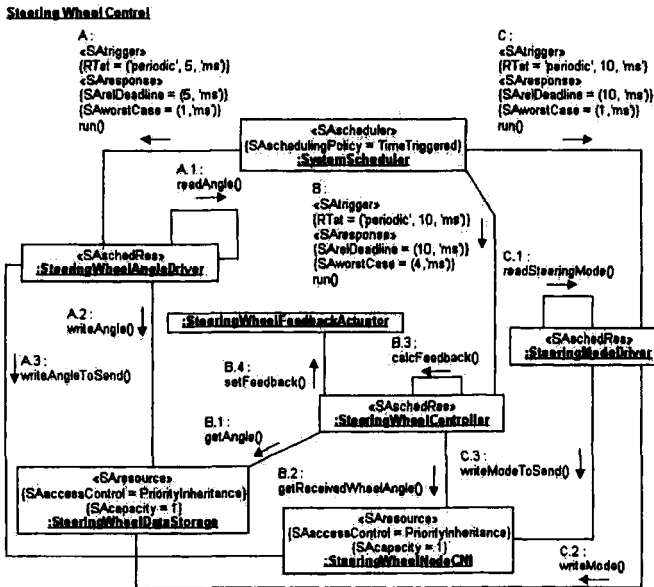 Steering Wheel Control
A :
«SAtrigger»
{RTat = ('periodic', 5, 'ms')}
«SAresponse»
{SArelDeadline = (5, 'ms')}
{SAworstCase = (1, 'ms')}
run()
C :
«SAtrigger»
{RTat = 'periodic', 10, 'ms'}
«SAresponse»
{SArelDeadline = (10, 'ms')}
{SAworstCase = (1, 'ms')}
run()
«SAscheduler»
{SAschedulingPolicy = TimeTriggered}
:SystemScheduler
A.1 :
readAngle()
B :
«SAtrigger»
{RTat = ('periodic', 10, 'ms')}
«SAresponse»
{SArelDeadline = (10, 'ms')}
{SAworstCase = (4, 'ms')}
run()
C.1 :
readSteeringMode()
«SAschedRes»
:SteeringWheelAngleDriver
A.2 :
writeAngle()
:SteeringWheelFeedbackActuator
«SAschedRes»
:SteeringModeDriver
A.3 :
writeAngleToSend()
B.3 :
calcFeedback()
B.4 :
setFeedback()
«SAschedRes»
:SteeringWheelController
B.1 :
getAngle()
C.3 :
writeModeToSend()
B.2 :
getReceivedWheelAngle()
«SAresource»
{SAaccessControl = PriorityInheritance}
{SAcapacity = 1}
:SteeringWheelDataStorage
«SAresource»
{SAaccessControl = PriorityInheritance}
{SAcapacity = 1}
:SteeringWheelNodeCNI
C.2 :
writeMode()